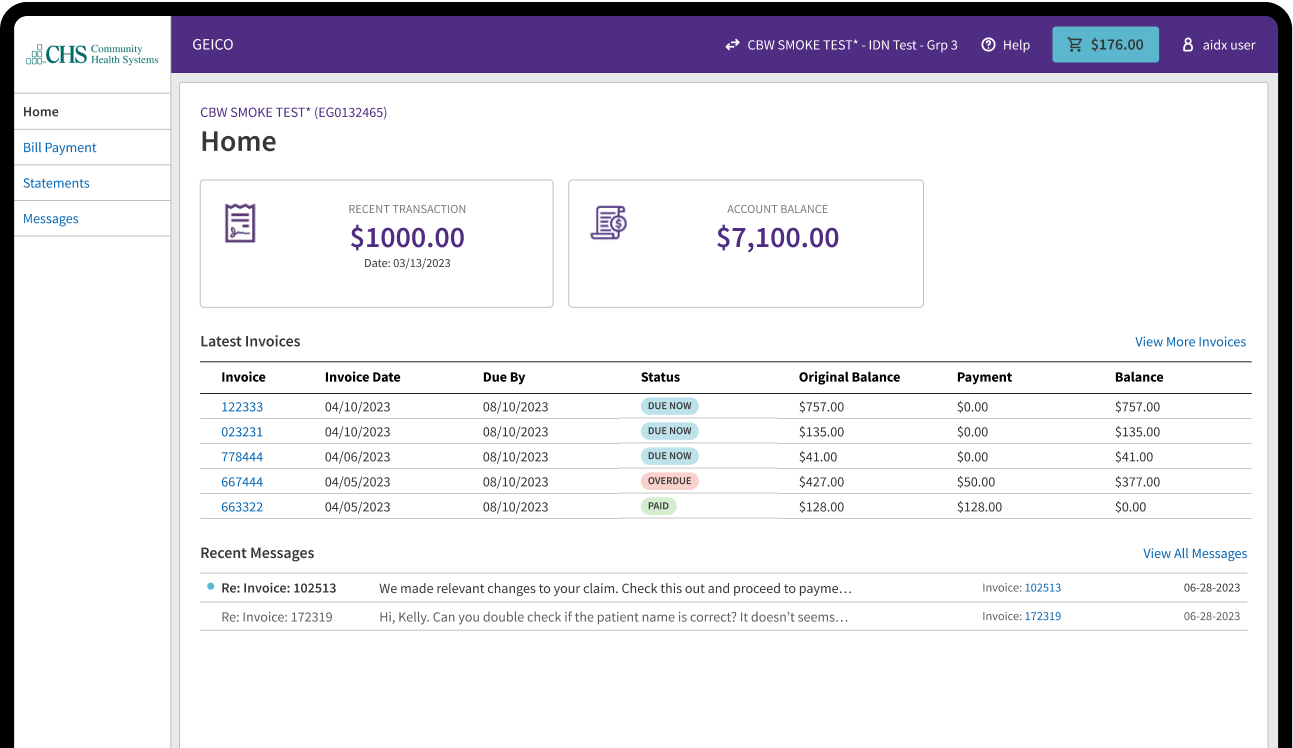 CHS Community Health Systems
GEICO
CBW SMOKE TEST* - IDN Test - Grp 3
Help
$176.00
aidx user
Home
Bill Payment
Statements
Messages
CBW SMOKE TEST* (EG0132465)
Home
RECENT TRANSACTION
$1000.00
Date: 03/13/2023
ACCOUNT BALANCE
$7,100.00
Latest Invoices
View More Invoices
Invoice Invoice Date Due By Status Original Balance Payment Balance
122333 04/10/2023 08/10/2023 DUE NOW $757.00 $0.00 $757.00
023231 04/10/2023 08/10/2023 DUE NOW $135.00 $0.00 $135.00
778444 04/06/2023 08/10/2023 DUE NOW $41.00 $0.00 $41.00
667444 04/05/2023 08/10/2023 OVERDUE $427.00 $50.00 $377.00
663322 04/05/2023 08/10/2023 PAID $128.00 $128.00 $0.00
Recent Messages
View All Messages
Re: Invoice: 102513 We made relevant changes to your claim. Check this out and proceed to payme… Invoice: 102513 06-28-2023
Re: Invoice: 172319 Hi, Kelly. Can you double check if the patient name is correct? It doesn't seems… Invoice: 172319 06-28-2023